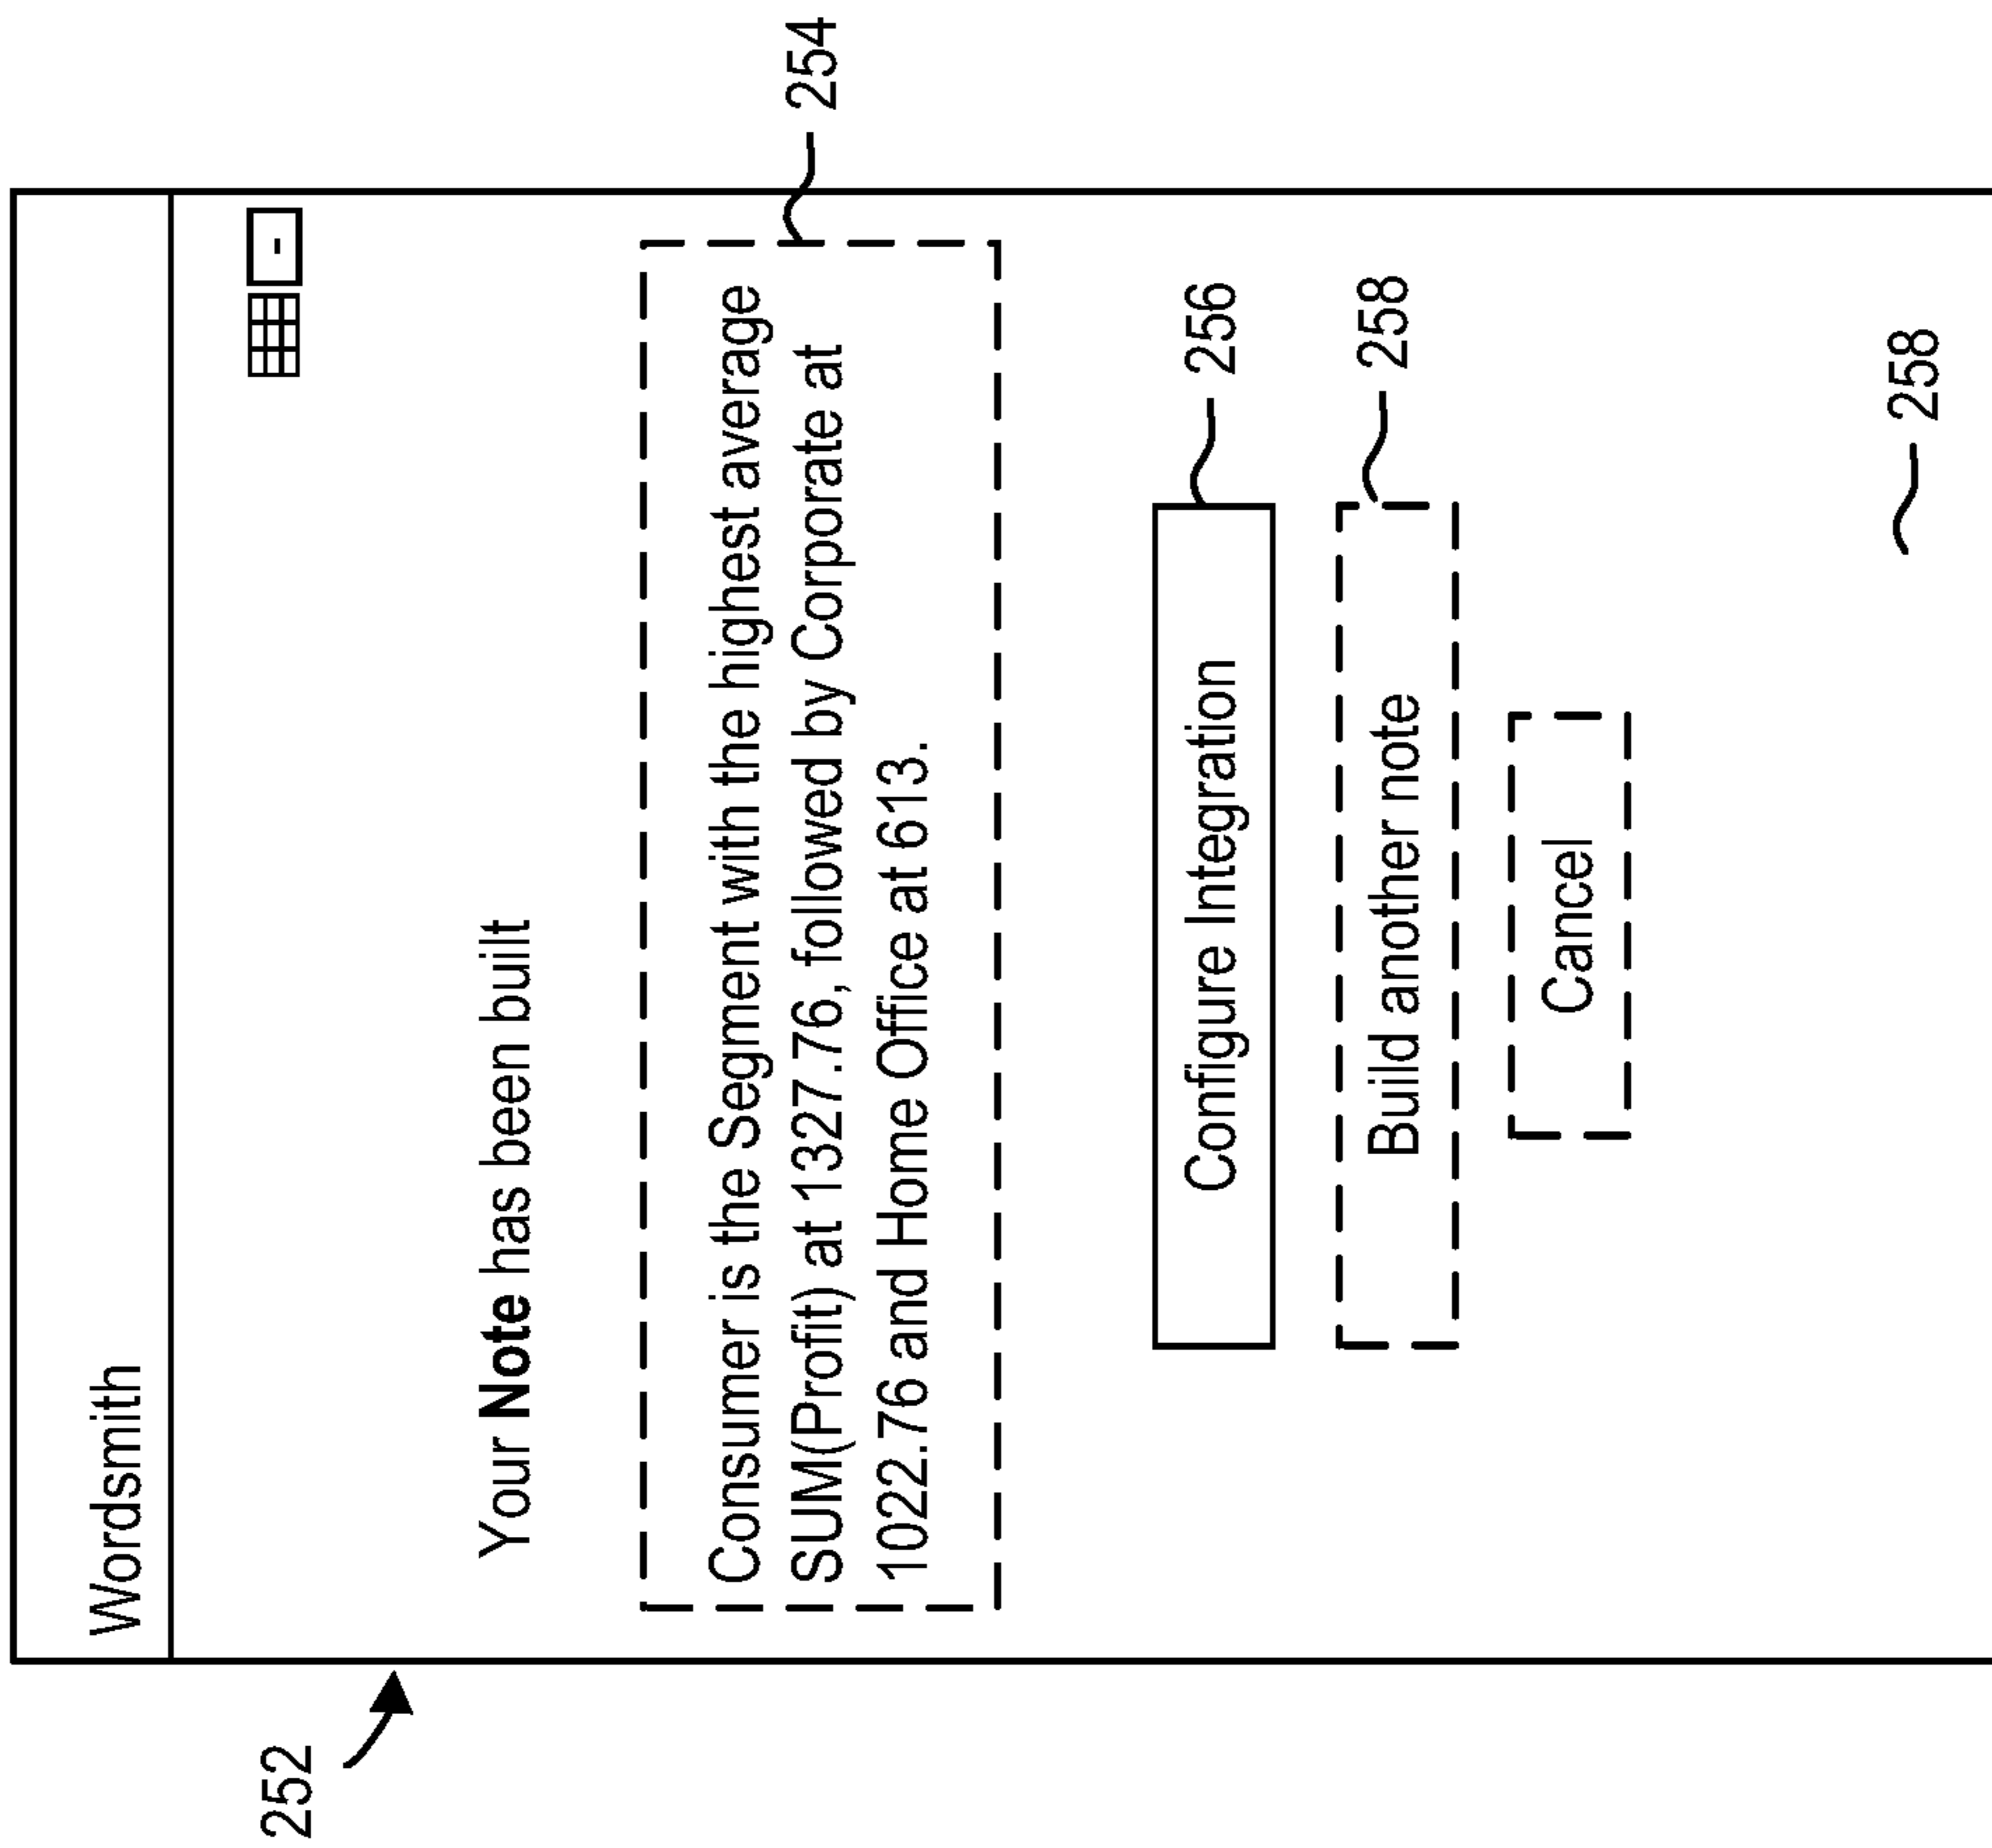 252
Wordsmith
Your Note has been built
Consumer is the Segment with the highest average
SUM(Profit) at 1327.76, followed by Corporate at
1022.76 and Home Office at 613.
254
Configure Integration
256
Build another note
258
Cancel
258